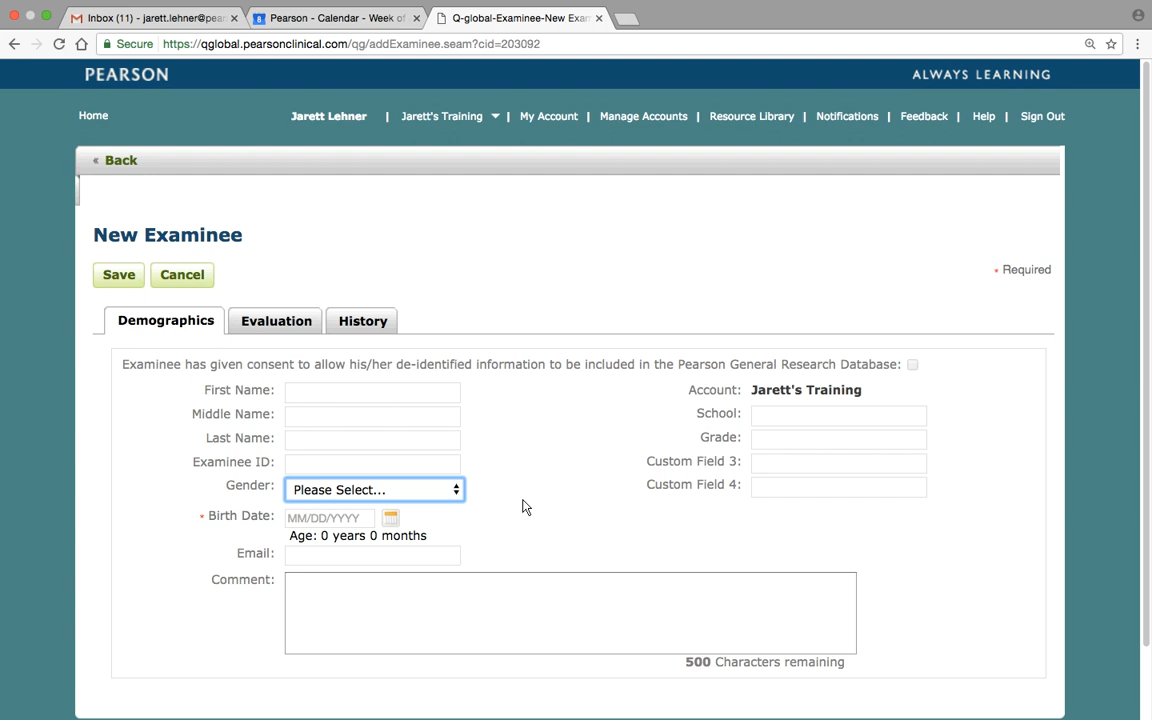 Inbox (11) - jarett.lehner@pear
Pearson - Calendar - Week of
Q-global-Examinee-New Exam
Secure
https://qglobal.pearsonclinical.com/qg/addExaminee.seam?cid=203092
PEARSON
ALWAYS LEARNING
Home
Jarett Lehner | Jarett's Training | My Account | Manage Accounts | Resource Library | Notifications | Feedback | Help | Sign Out
« Back
New Examinee
Save Cancel
* Required
Demographics Evaluation History
Examinee has given consent to allow his/her de-identified information to be included in the Pearson General Research Database:
First Name:
Account: Jarett's Training
Middle Name:
School:
Last Name:
Grade:
Examinee ID:
Custom Field 3:
Gender: Please Select...
Custom Field 4:
* Birth Date: MM/DD/YYYY
Age: 0 years 0 months
Email:
Comment:
500 Characters remaining